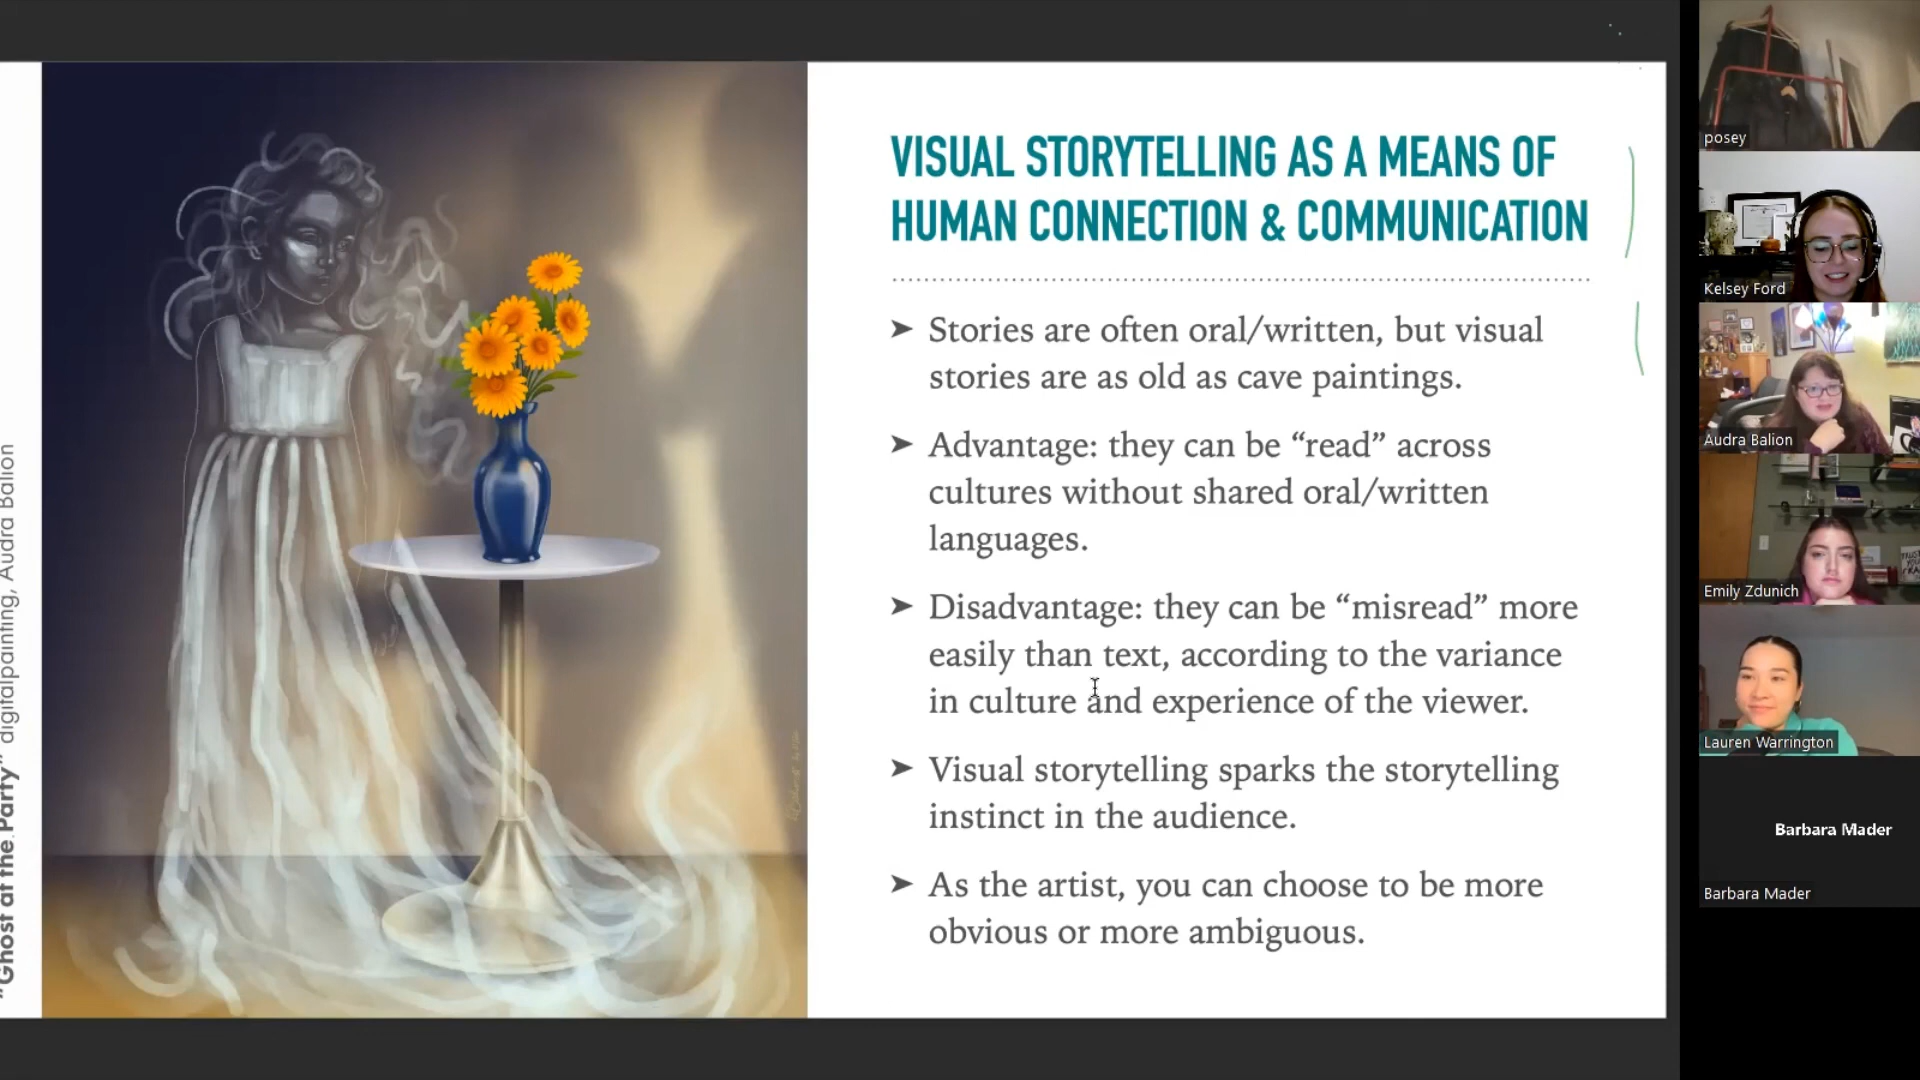 "Ghost at the Party" digitalpainting, Audra Balion
VISUAL STORYTELLING AS A MEANS OF
HUMAN CONNECTION & COMMUNICATION
➤ Stories are often oral/written, but visual
stories are as old as cave paintings.
➤ Advantage: they can be “read” across
cultures without shared oral/written
languages.
➤ Disadvantage: they can be “misread” more
easily than text, according to the variance
in culture and experience of the viewer.
➤ Visual storytelling sparks the storytelling
instinct in the audience.
➤ As the artist, you can choose to be more
obvious or more ambiguous.
posey
Kelsey Ford
Audra Balion
Emily Zdunich
Lauren Warrington
Barbara Mader
Barbara Mader